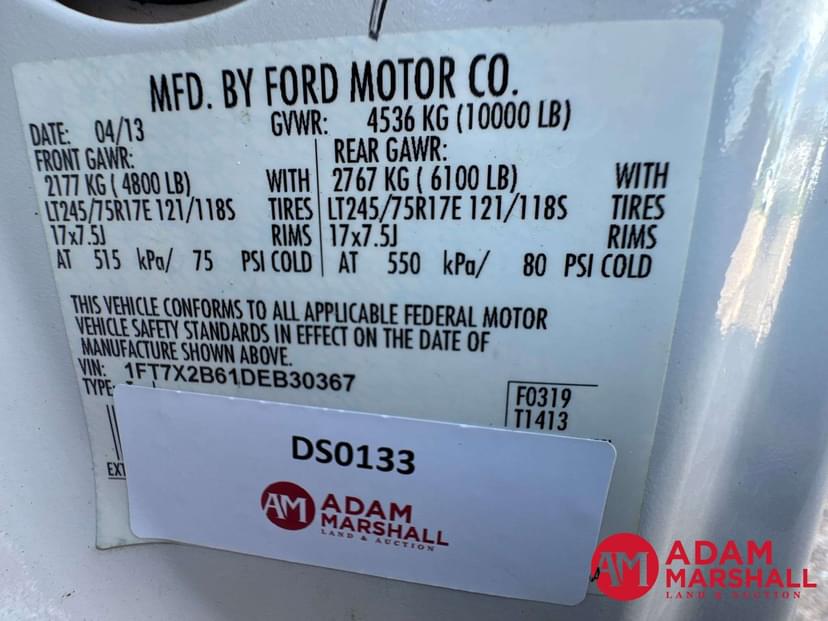 MFD. BY FORD MOTOR CO.
DATE: 04/13 GVWR: 4536 KG (10000 LB)
FRONT GAWR: REAR GAWR:
2177 KG ( 4800 LB) WITH 2767 KG ( 6100 LB) WITH
LT245/75R17E 121/118S TIRES LT245/75R17E 121/118S TIRES
17x7.5J RIMS 17x7.5J RIMS
AT 515 kPa/ 75 PSI COLD AT 550 kPa/ 80 PSI COLD
THIS VEHICLE CONFORMS TO ALL APPLICABLE FEDERAL MOTOR
VEHICLE SAFETY STANDARDS IN EFFECT ON THE DATE OF
MANUFACTURE SHOWN ABOVE.
VIN: 1FT7X2B61DEB30367
TYPE:
F0319
T1413
EXT
DS0133
AM ADAM
MARSHALL
LAND & AUCTION
AM ADAM
MARSHALL
LAND & AUCTION